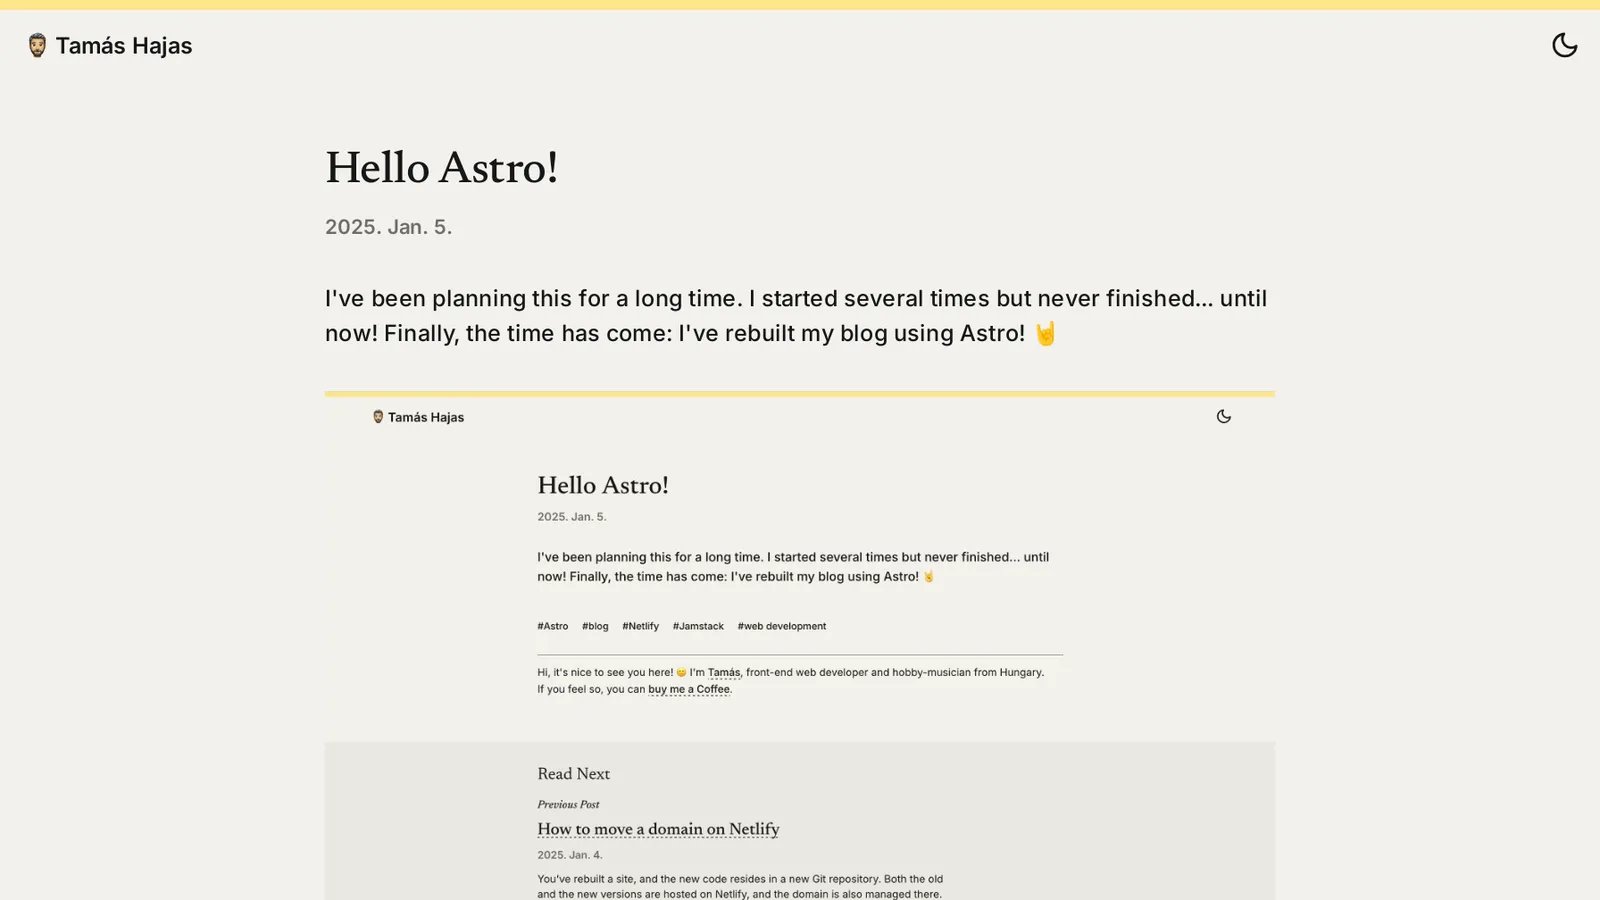 Tamás Hajas
Hello Astro!
2025. Jan. 5.
I've been planning this for a long time. I started several times but never finished... until
now! Finally, the time has come: I've rebuilt my blog using Astro! 🤘
Tamás Hajas
Hello Astro!
2025. Jan. 5.
I've been planning this for a long time. I started several times but never finished... until
now! Finally, the time has come: I've rebuilt my blog using Astro! 🤘
#Astro #blog #Netlify #Jamstack #web development
Hi, it's nice to see you here! 😄 I'm Tamás, front-end web developer and hobby-musician from Hungary.
If you feel so, you can buy me a Coffee.
Read Next
Previous Post
How to move a domain on Netlify
2025. Jan. 4.
You've rebuilt a site, and the new code resides in a new Git repository. Both the old
and the new versions are hosted on Netlify, and the domain is also managed there.